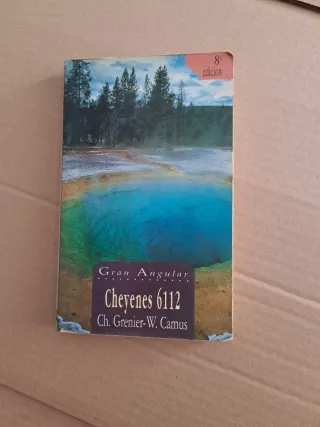 8ª
edición
Gran Angular
Cheyenes 6112
Ch. Grenier-W. Camus